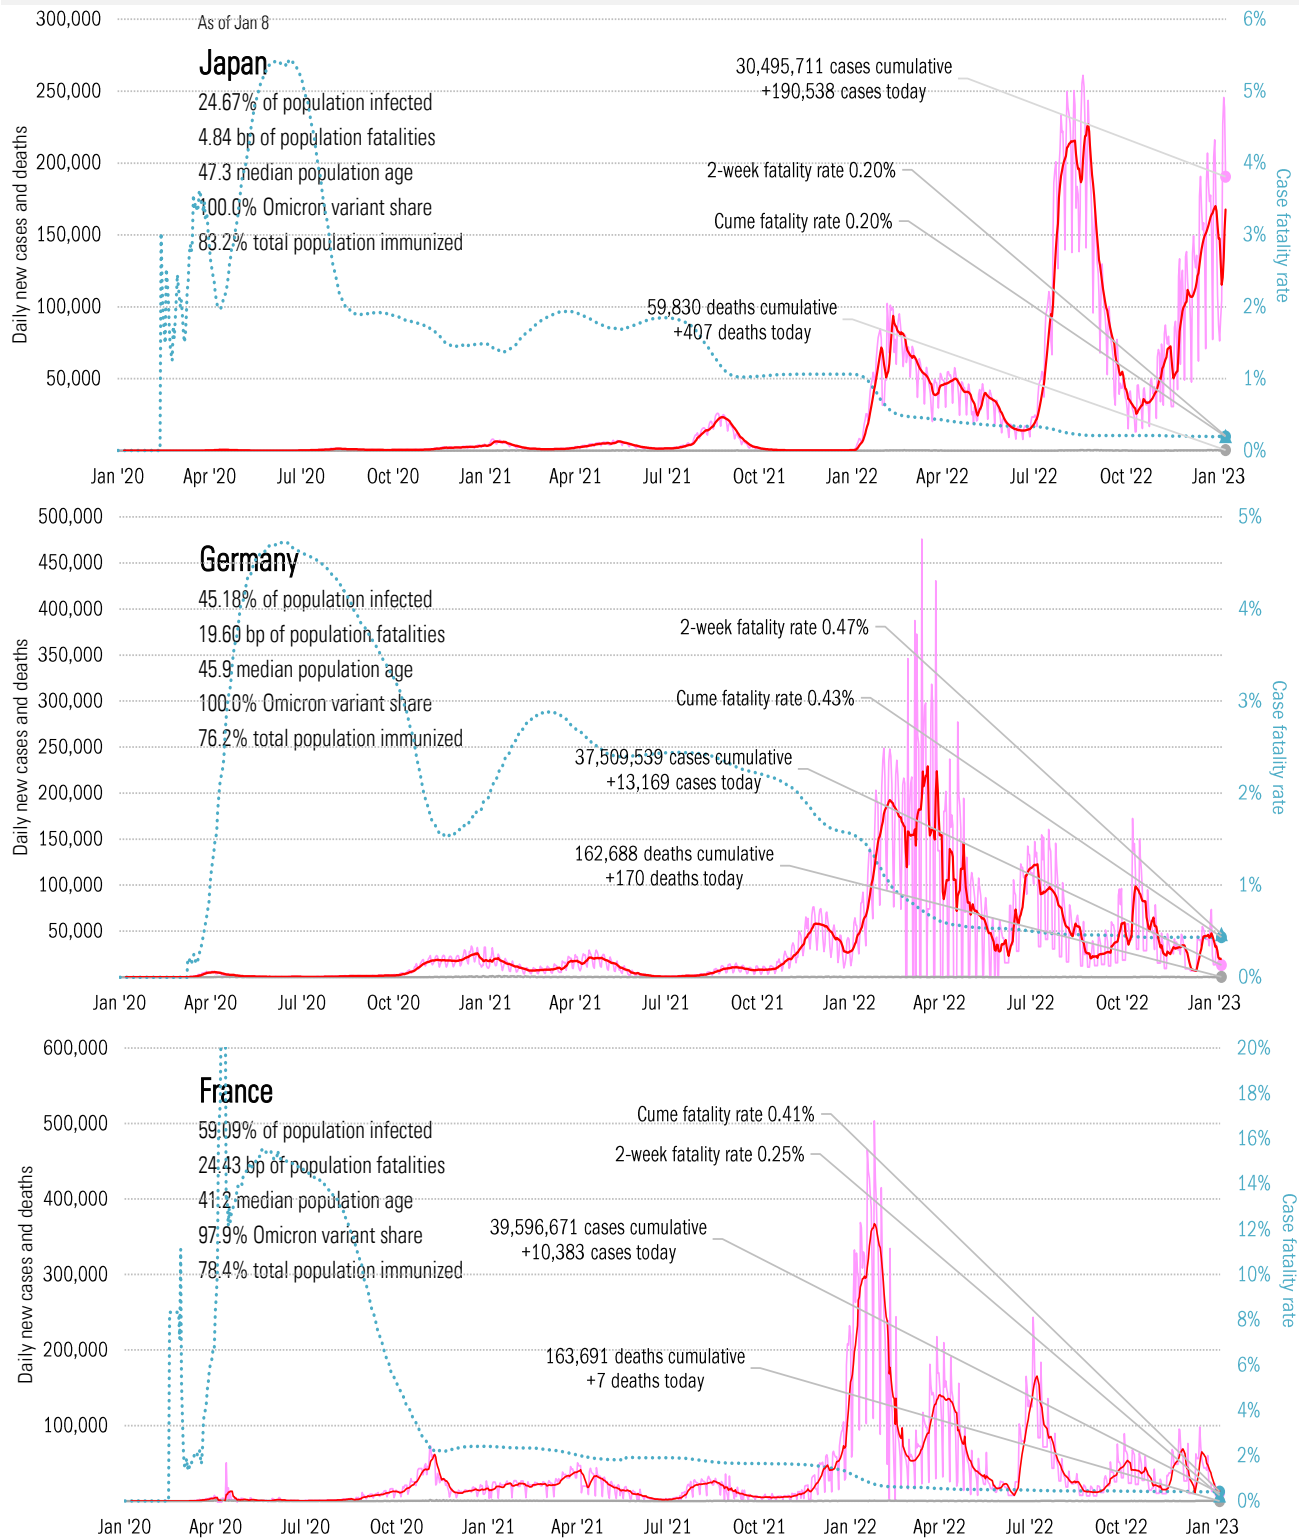 300,000
As of Jan 8
6%
Japan
24.67% of population infected
4.84 bp of population fatalities
47.3 median population age
100.0% Omicron variant share
83.2% total population immunized
30,495,711 cases cumulative
+190,538 cases today
2-week fatality rate 0.20%
Cume fatality rate 0.20%
59,830 deaths cumulative
+407 deaths today
250,000
200,000
150,000
100,000
50,000
Daily new cases and deaths
5%
4%
3%
2%
1%
0%
Case fatality rate
Jan '20 Apr '20 Jul '20 Oct '20 Jan '21 Apr '21 Jul '21 Oct '21 Jan '22 Apr '22 Jul '22 Oct '22 Jan '23
500,000
450,000
400,000
350,000
300,000
250,000
200,000
150,000
100,000
50,000
Daily new cases and deaths
Germany
45.18% of population infected
19.60 bp of population fatalities
45.9 median population age
100.0% Omicron variant share
76.2% total population immunized
2-week fatality rate 0.47%
Cume fatality rate 0.43%
37,509,539 cases cumulative
+13,169 cases today
162,688 deaths cumulative
+170 deaths today
5%
4%
3%
2%
1%
0%
Case fatality rate
Jan '20 Apr '20 Jul '20 Oct '20 Jan '21 Apr '21 Jul '21 Oct '21 Jan '22 Apr '22 Jul '22 Oct '22 Jan '23
600,000
500,000
400,000
300,000
200,000
100,000
Daily new cases and deaths
France
59.09% of population infected
24.43 bp of population fatalities
41.2 median population age
97.9% Omicron variant share
78.4% total population immunized
Cume fatality rate 0.41%
2-week fatality rate 0.25%
39,596,671 cases cumulative
+10,383 cases today
163,691 deaths cumulative
+7 deaths today
20%
18%
16%
14%
12%
10%
8%
6%
4%
2%
0%
Case fatality rate
Jan '20 Apr '20 Jul '20 Oct '20 Jan '21 Apr '21 Jul '21 Oct '21 Jan '22 Apr '22 Jul '22 Oct '22 Jan '23